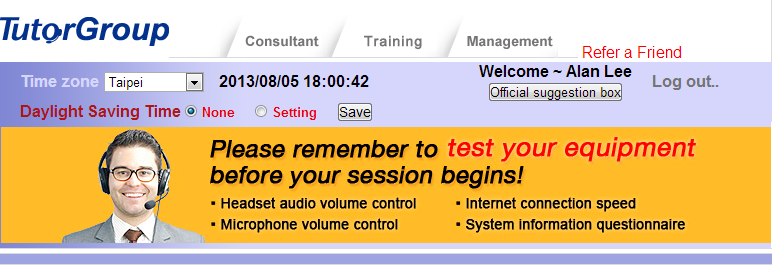 TutorGroup
Consultant Training Management
Refer a Friend
Time zone Taipei 2013/08/05 18:00:42 Welcome ~ Alan Lee Log out..
Official suggestion box
Daylight Saving Time None Setting Save
Please remember to test your equipment
before your session begins!
▪ Headset audio volume control ▪ Internet connection speed
▪ Microphone volume control ▪ System information questionnaire